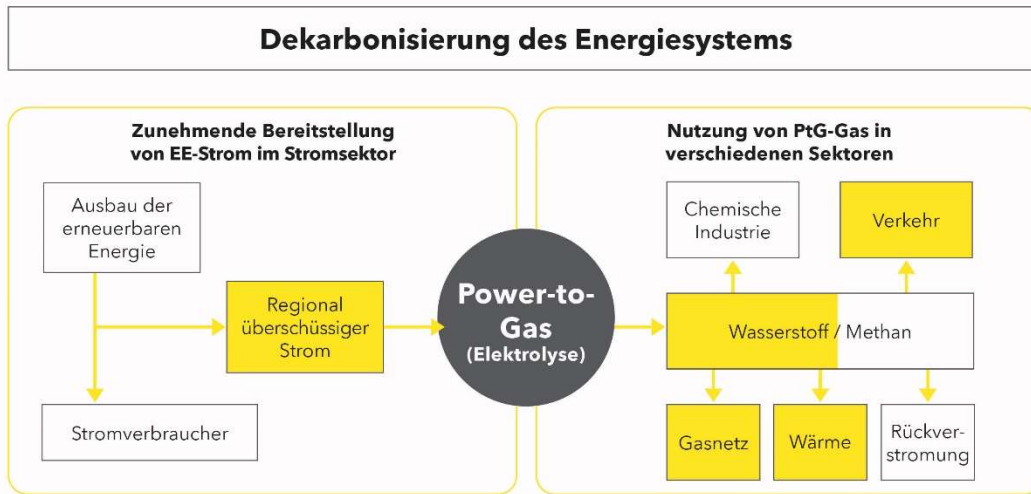 Dekarbonisierung des Energiesystems
Zunehmende Bereitstellung
von EE-Strom im Stromsektor
Ausbau der
erneuerbaren
Energie
Regional
überschüssiger
Strom
Stromverbraucher
Power-to-
Gas
(Elektrolyse)
Nutzung von PtG-Gas in
verschiedenen Sektoren
Chemische
Industrie
Verkehr
Wasserstoff / Methan
Gasnetz
Wärme
Rückver-
stromung